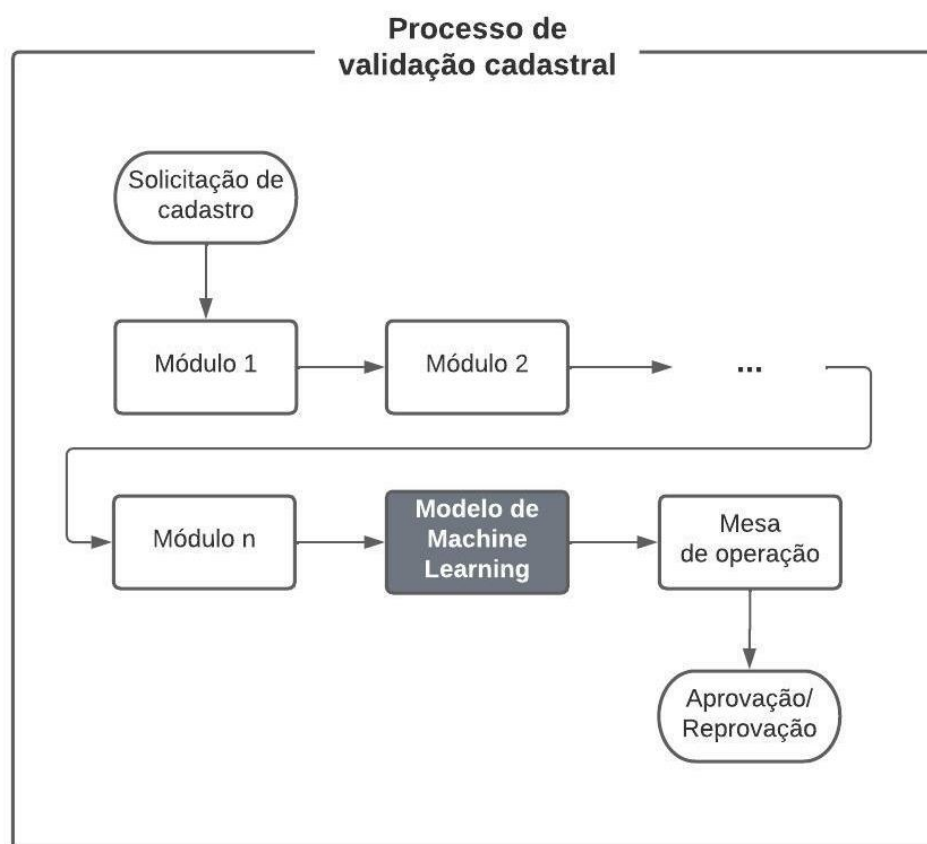 Processo de
validação cadastral
Solicitação de
cadastro
Módulo 1
Módulo 2
...
Módulo n
Modelo de
Machine
Learning
Mesa
de operação
Aprovação/
Reprovação